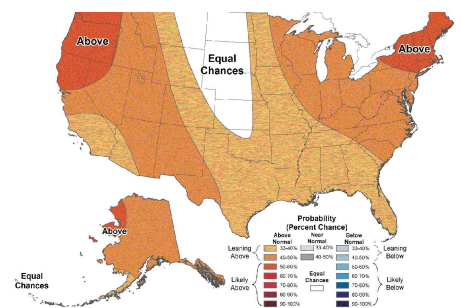 Above
Equal
Chances
Above
Above
Equal
Chances
Probability
(Percent Chance)
Above
Normal
Near
Normal
Below
Normal
Leaning
Above
33-40%
40-50%
33-40%
40-50%
33-40%
40-50%
Leaning
Below
Likely
Above
50-60%
60-70%
70-80%
80-90%
90-100%
Equal
Chances
50-60%
60-70%
70-80%
80-90%
90-100%
Likely
Below